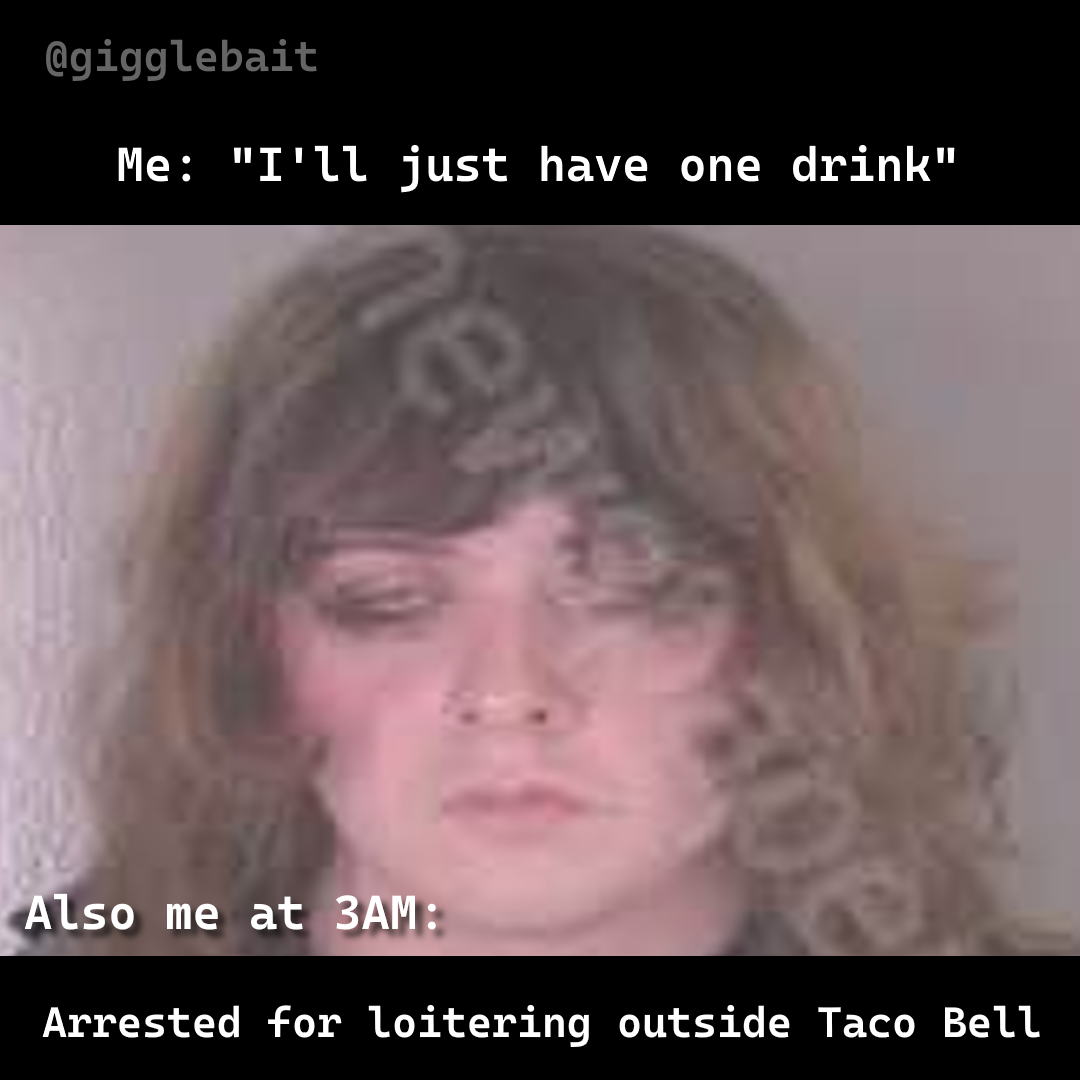 @gigglebait
Me: "I'll just have one drink"
Also me at 3AM:
Arrested for loitering outside Taco Bell